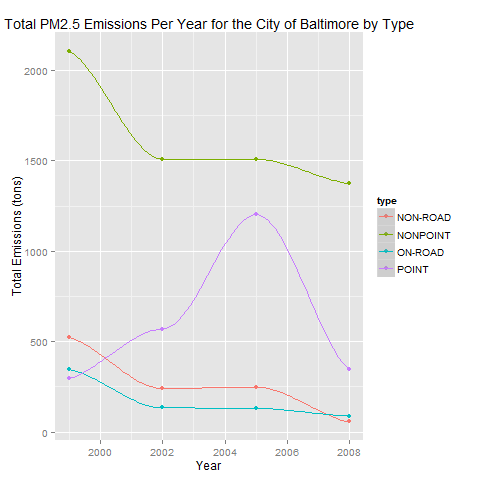 Total PM2.5 Emissions Per Year for the City of Baltimore by Type
Total Emissions (tons)
2000
1500
1000
500
0
2000
2002
2004
2006
2008
Year
type
NON-ROAD
NONPOINT
ON-ROAD
POINT